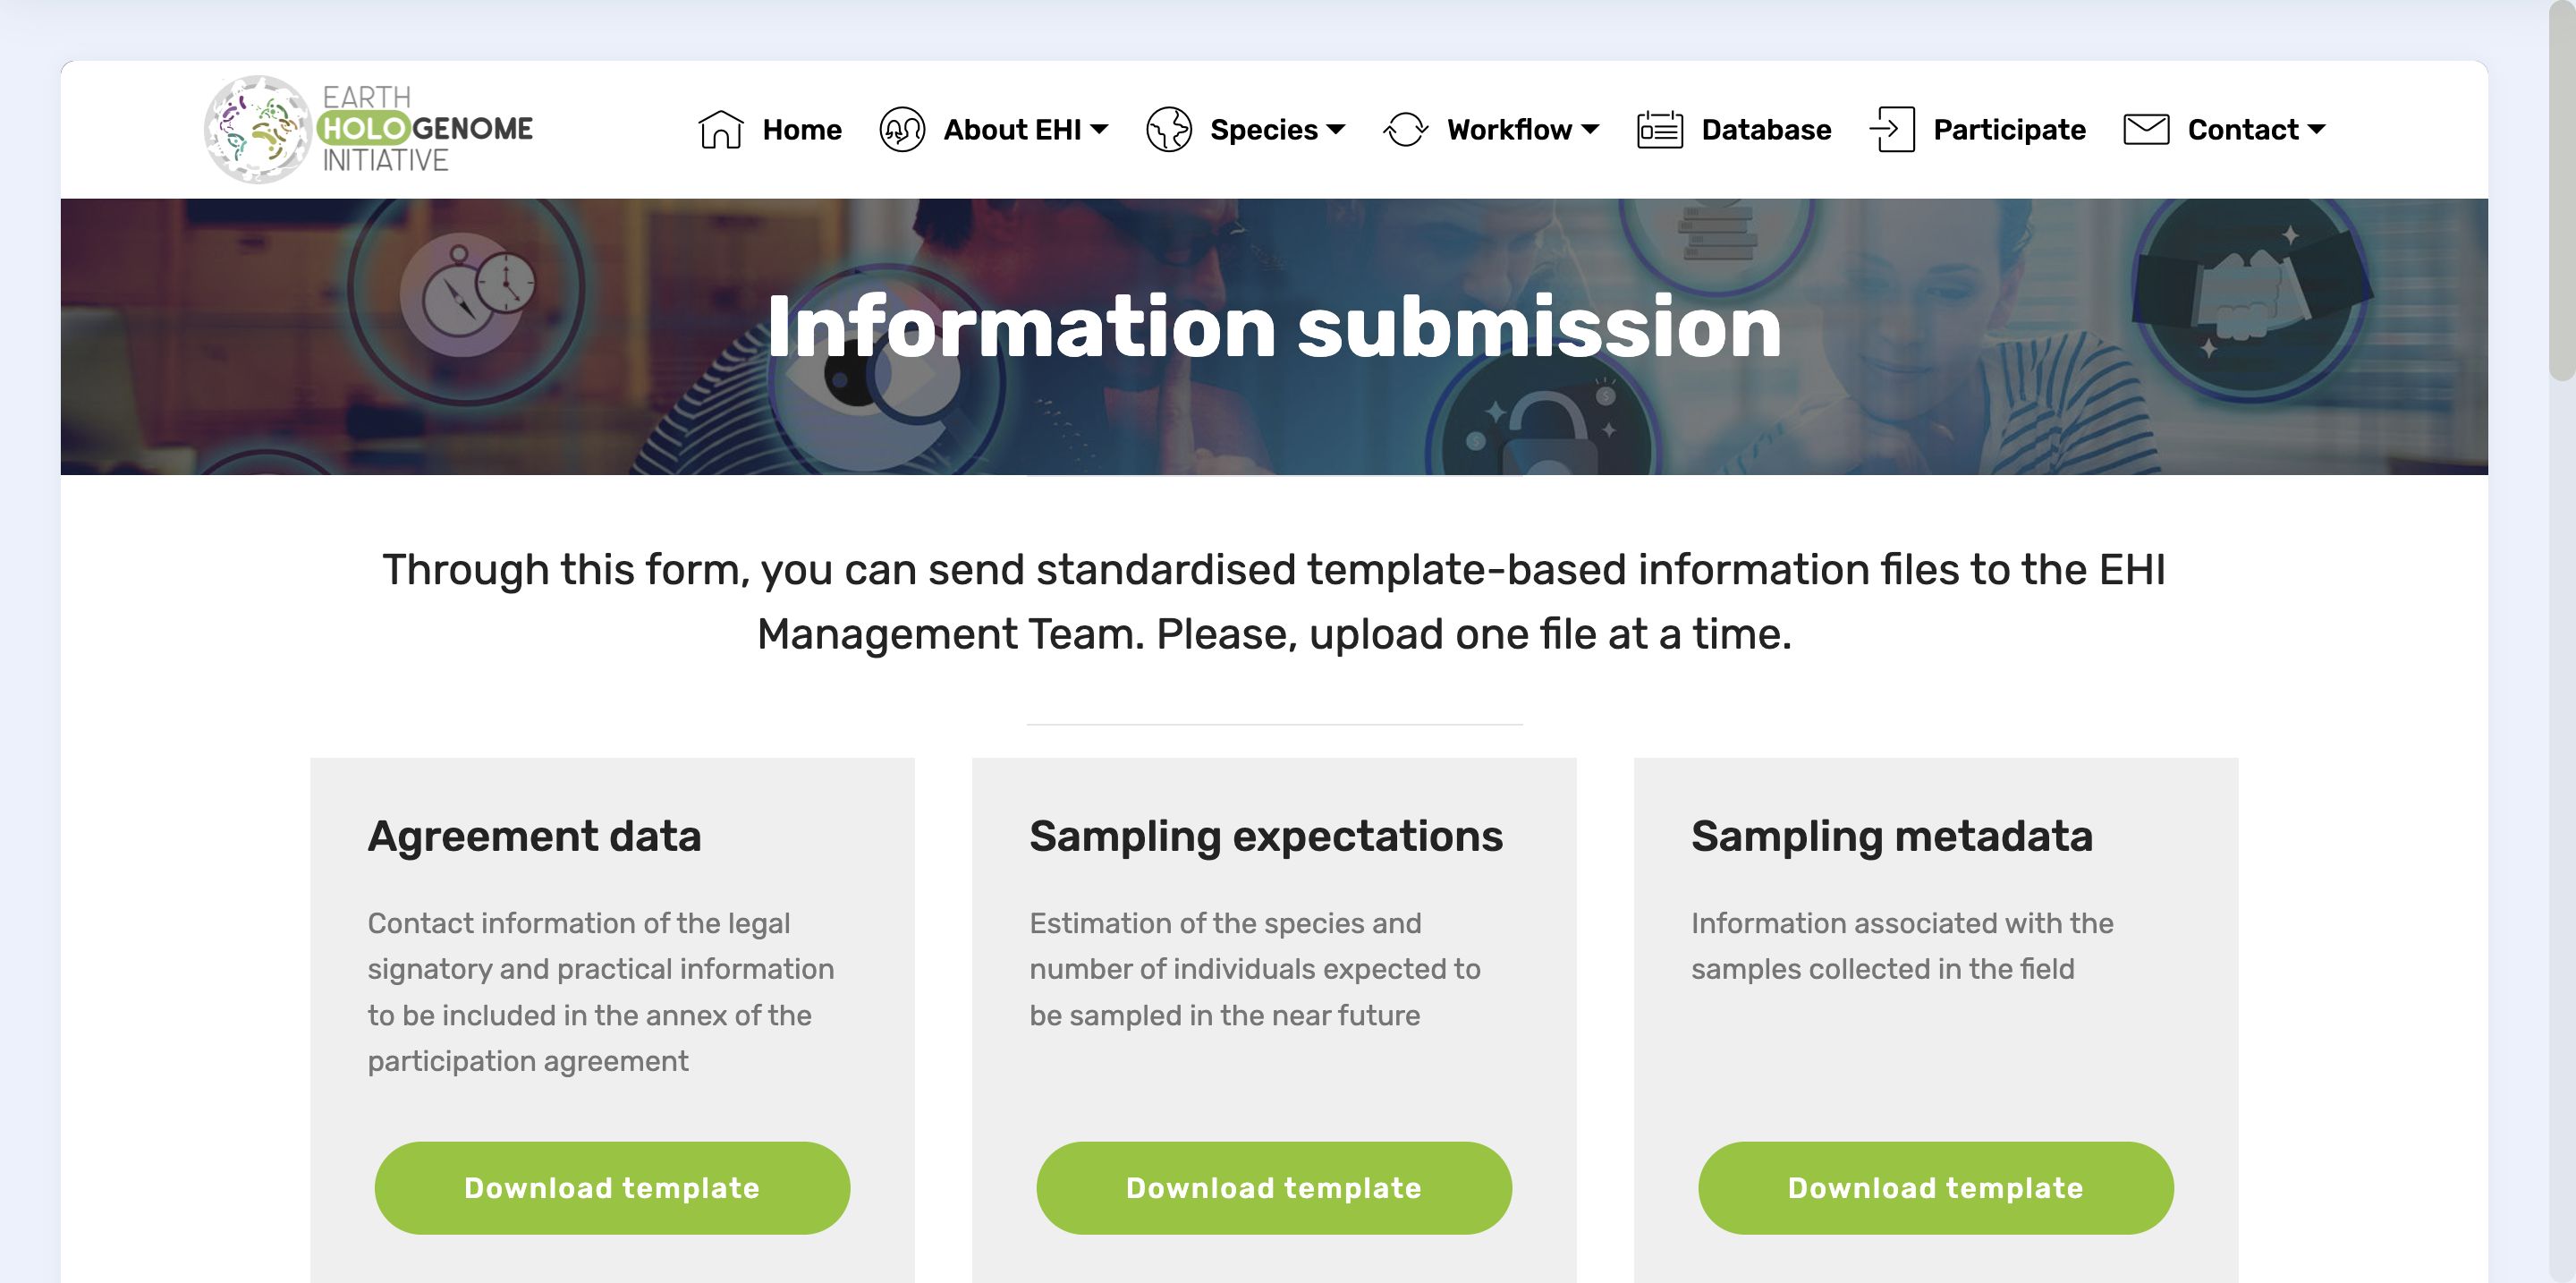 EARTH
HOLOGENOME
INITIATIVE
Home
About EHI
Species
Workflow
Database
Participate
Contact
Information submission
Through this form, you can send standardised template-based information files to the EHI
Management Team. Please, upload one file at a time.
Agreement data
Contact information of the legal
signatory and practical information
to be included in the annex of the
participation agreement
Download template
Sampling expectations
Estimation of the species and
number of individuals expected to
be sampled in the near future
Download template
Sampling metadata
Information associated with the
samples collected in the field
Download template